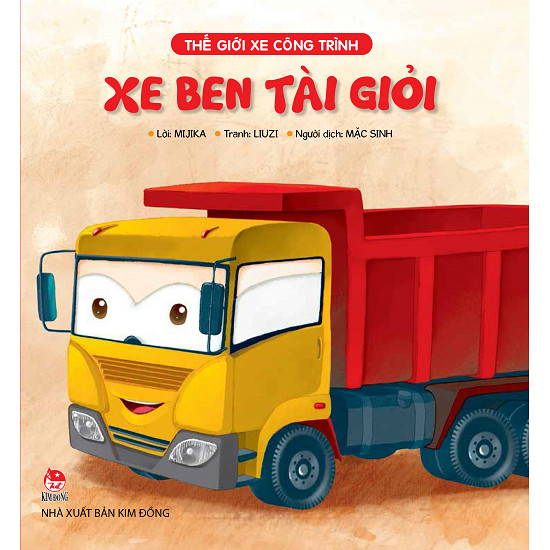 THẾ GIỚI XE CÔNG TRÌNH
XE BEN TÀI GIỎI
• Lời: MIJIKA • Tranh: LIUZI • Người dịch: MẶC SINH
KIM ĐỒNG
NHÀ XUẤT BẢN KIM ĐỒNG